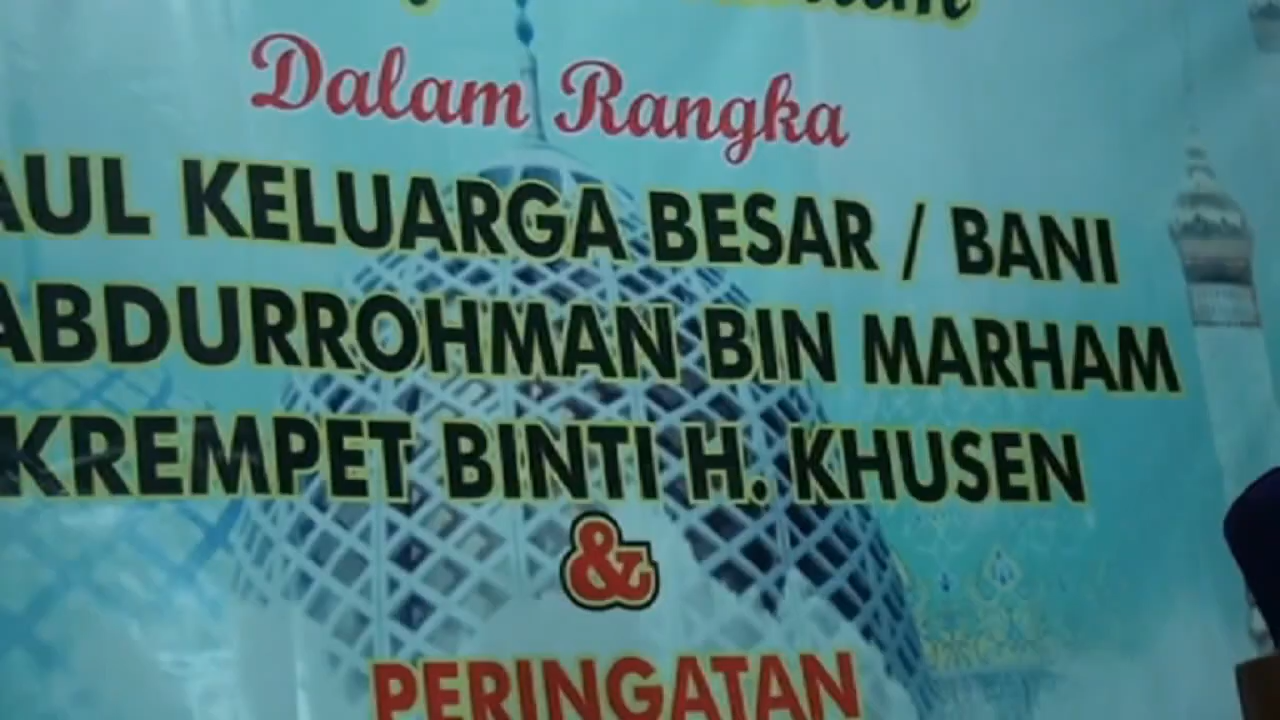 Dalam Rangka
AUL KELUARGA BESAR / BANI
ABDURROHMAN BIN MARHAM
KREMPET BINTI H. KHUSEN
&
PERINGATAN